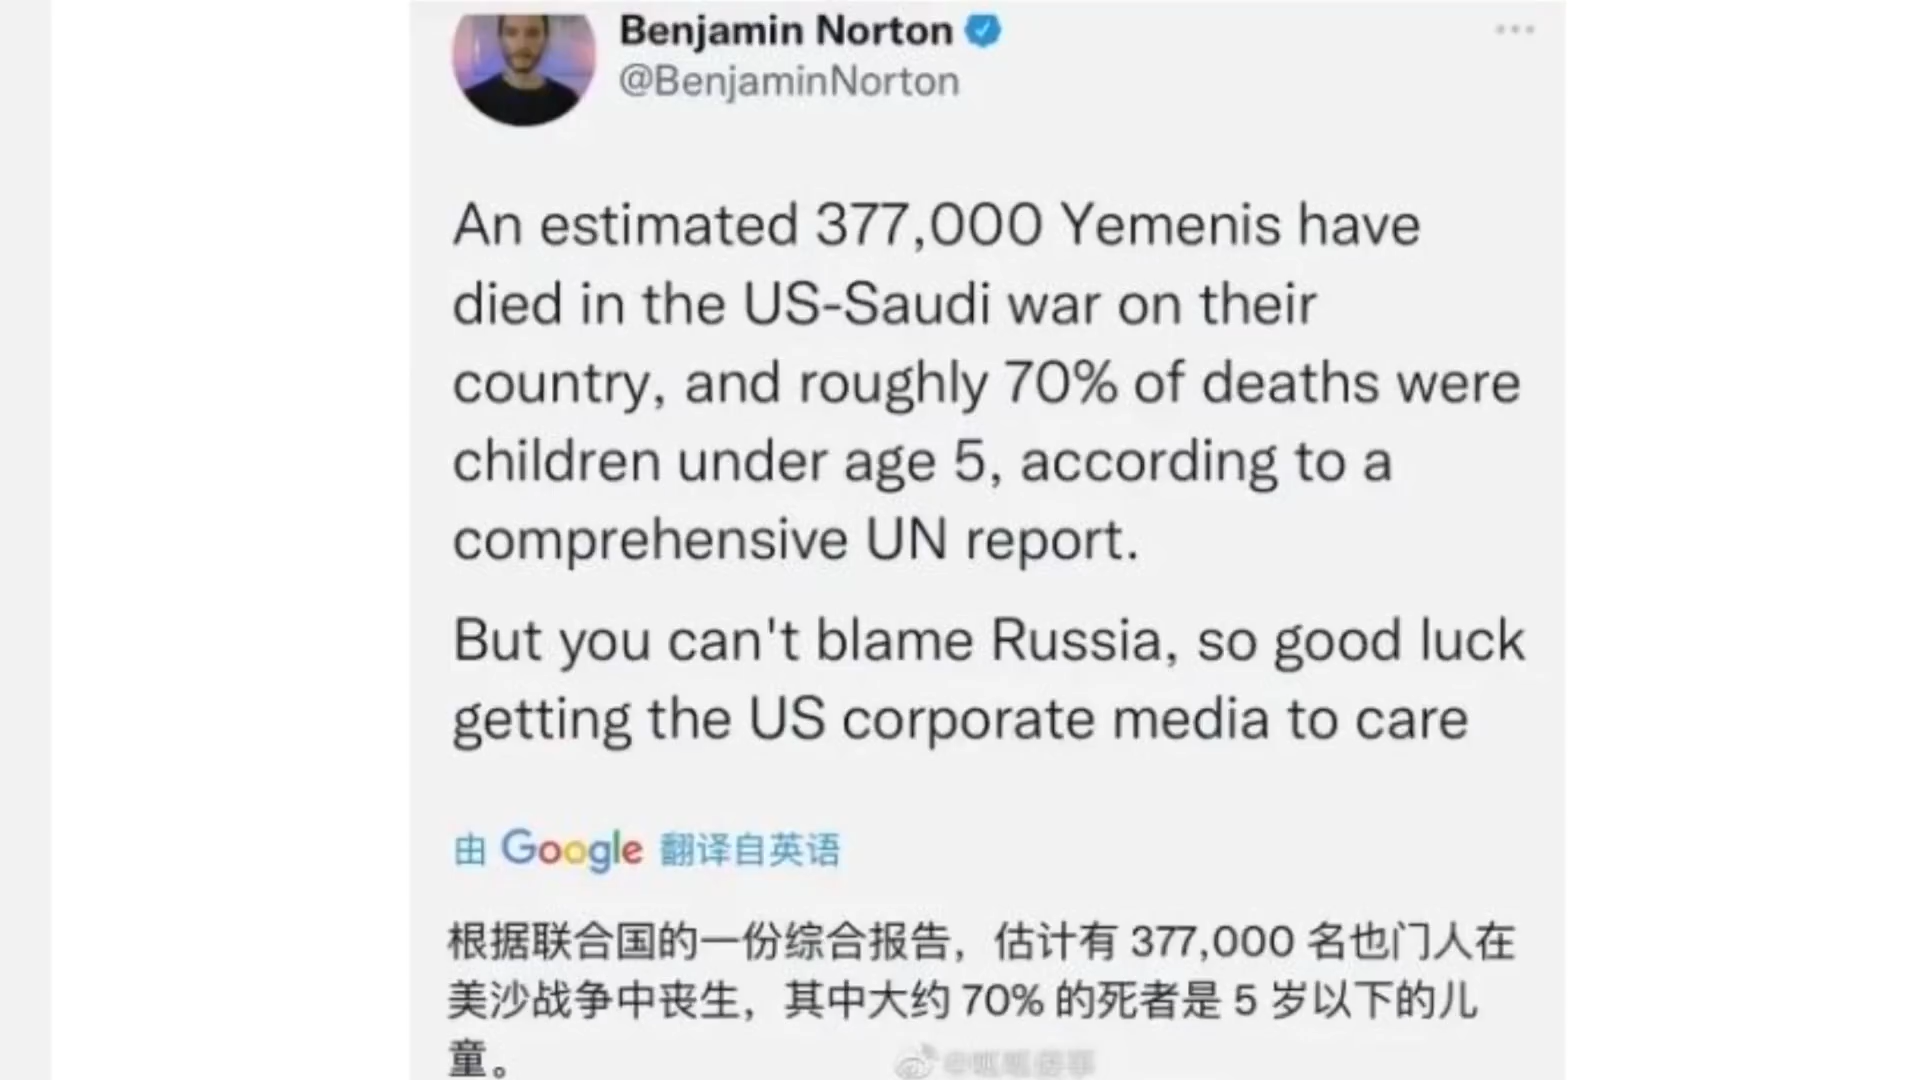 Benjamin Norton
@BenjaminNorton
An estimated 377,000 Yemenis have
died in the US-Saudi war on their
country, and roughly 70% of deaths were
children under age 5, according to a
comprehensive UN report.
But you can't blame Russia, so good luck
getting the US corporate media to care
由 Google 翻译自英语
根据联合国的一份综合报告，估计有 377,000 名也门人在
美沙战争中丧生，其中大约 70% 的死者是 5 岁以下的儿
童。